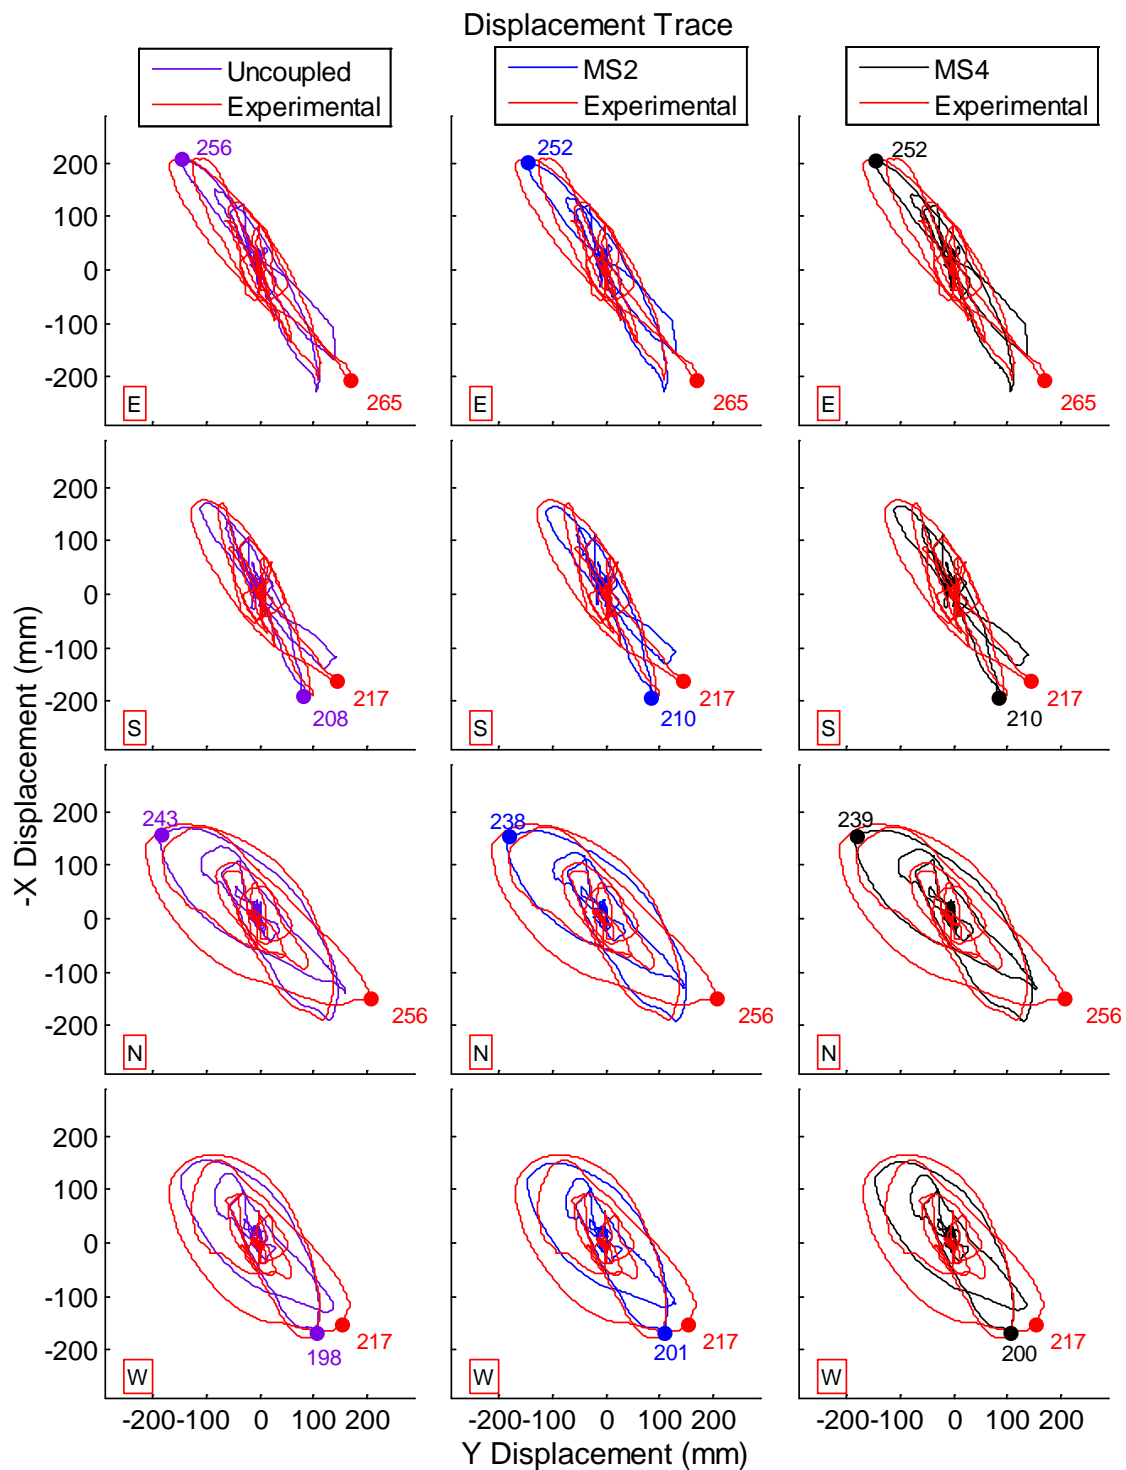 Displacement Trace
Uncoupled
Experimental
MS2
Experimental
MS4
Experimental
-X Displacement (mm)
200
100
0
-100
-200
256
265
E
252
265
E
252
265
E
200
100
0
-100
-200
208
217
S
210
217
S
210
217
S
200
100
0
-100
-200
243
256
N
238
256
N
239
256
N
200
100
0
-100
-200
198
217
W
201
217
W
200
217
W
-200 -100 0 100 200
-200 -100 0 100 200
-200 -100 0 100 200
Y Displacement (mm)